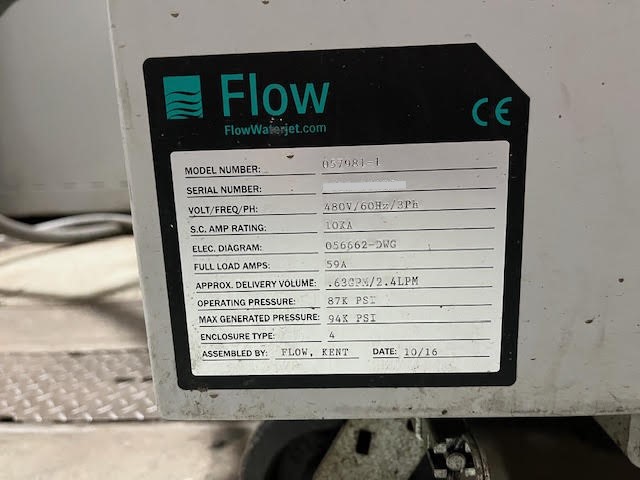 Flow
FlowWaterjet.com
CE
MODEL NUMBER: 057981-1
SERIAL NUMBER:
VOLT/FREQ/PH: 480V/60Hz/3Ph
S.C. AMP RATING: 10KA
ELEC. DIAGRAM: 056662-DWG
FULL LOAD AMPS: 59A
APPROX. DELIVERY VOLUME: .63GPM/2.4LPM
OPERATING PRESSURE: 87K PSI
MAX GENERATED PRESSURE: 94K PSI
ENCLOSURE TYPE: 4
ASSEMBLED BY: FLOW, KENT DATE: 10/16